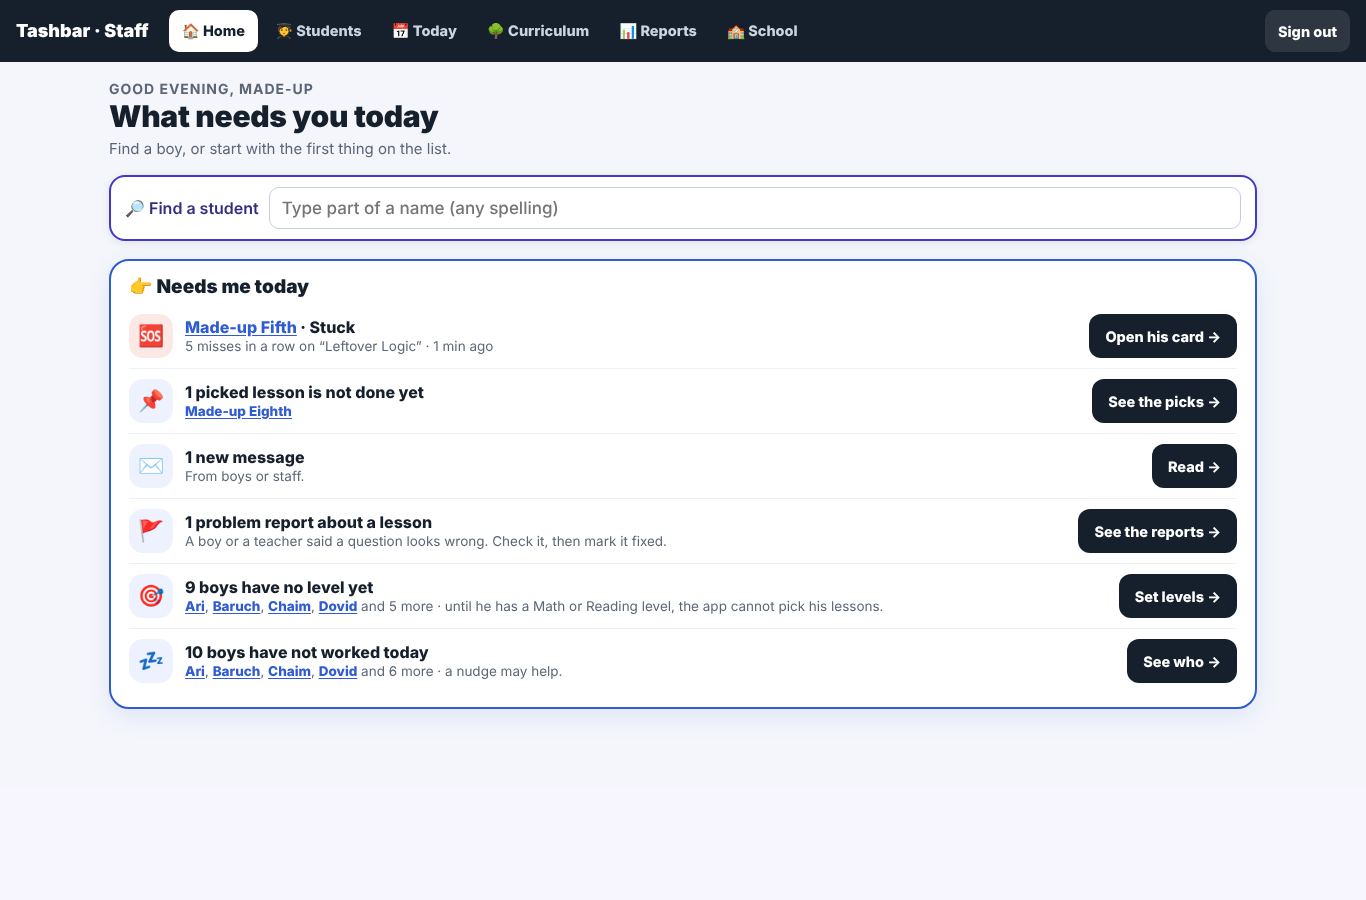 Tashbar · Staff
🏠 Home
🧑‍🎓 Students
📅 Today
🌳 Curriculum
📊 Reports
🏫 School
Sign out
GOOD EVENING, MADE-UP
What needs you today
Find a boy, or start with the first thing on the list.
🔎 Find a student
Type part of a name (any spelling)
👉 Needs me today
🆘
Made-up Fifth · Stuck
5 misses in a row on “Leftover Logic” · 1 min ago
Open his card →
1 picked lesson is not done yet
Made-up Eighth
See the picks →
1 new message
From boys or staff.
Read →
1 problem report about a lesson
A boy or a teacher said a question looks wrong. Check it, then mark it fixed.
See the reports →
9 boys have no level yet
Ari, Baruch, Chaim, Dovid and 5 more · until he has a Math or Reading level, the app cannot pick his lessons.
Set levels →
💤
10 boys have not worked today
Ari, Baruch, Chaim, Dovid and 6 more · a nudge may help.
See who →